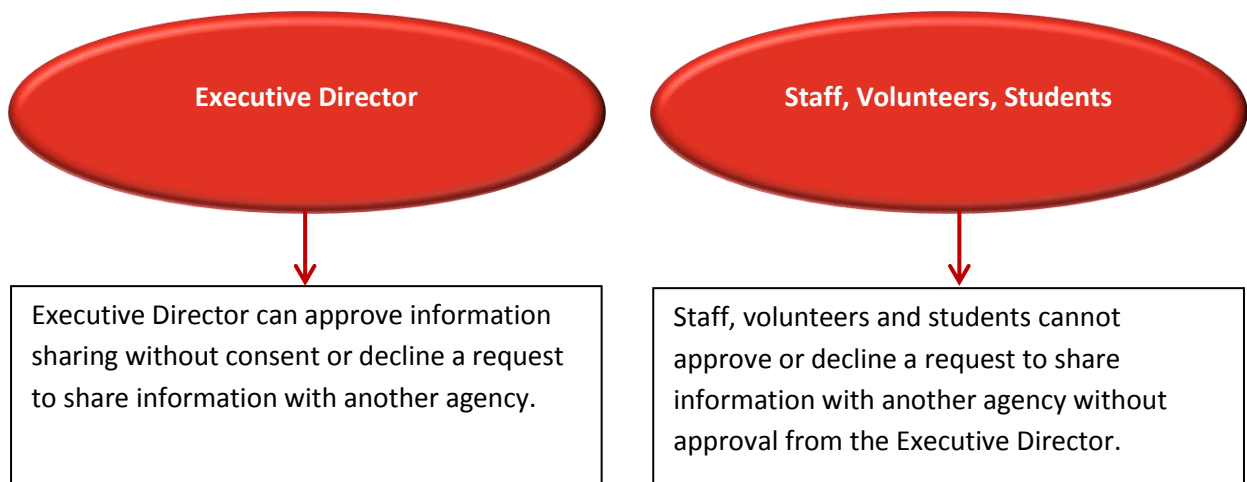 Executive Director
Executive Director can approve information
sharing without consent or decline a request
to share information with another agency.
Staff, Volunteers, Students
Staff, volunteers and students cannot
approve or decline a request to share
information with another agency without
approval from the Executive Director.